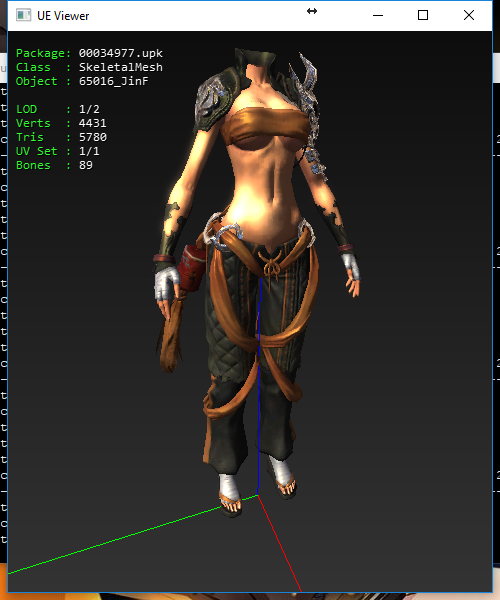 UE Viewer
Package: 00034977.upk
Class : SkeletalMesh
Object : 65016_JinF
LOD : 1/2
Verts : 4431
Tris : 5780
UV Set : 1/1
Bones : 89